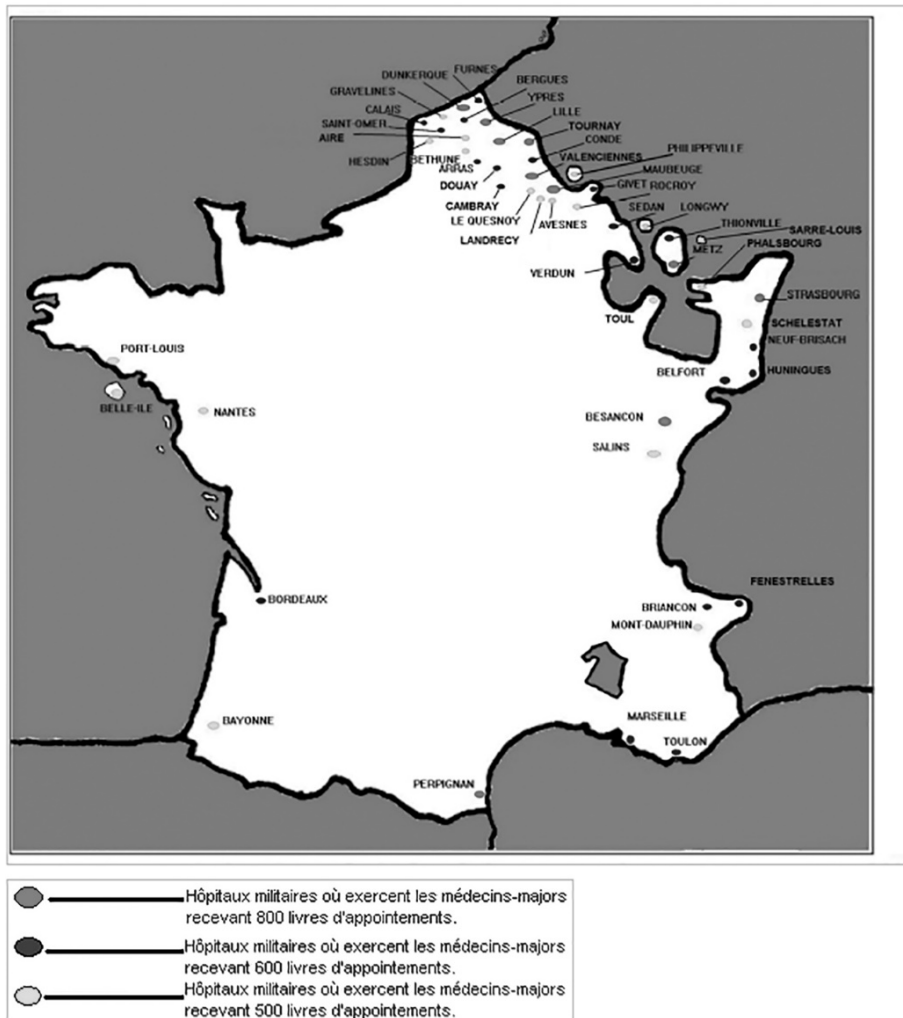 FURNES
DUNKERQUE
BERGUES
GRAVELINES
YPRES
CALAIS
LILLE
SAINT-OMER
TOURNAY
AIRE
CONDE
PHILIPPEVILLE
HESDIN
BETHUNE
VALENCIENNES
ARRAS
MAUBEUGE
DOUAY
GIVET ROCROY
CAMBRAY
SEDAN
LONGWY
LE QUESNOY
AVESNES
THIONVILLE
SARRE-LOUIS
LANDRECY
METZ
PHALSBOURG
VERDUN
STRASBOURG
TOUL
SCHELESTAT
NEUF-BRISACH
PORT-LOUIS
BELFORT
HUNINGUES
BELLE-ILE
NANTES
BESANCON
SALINS
FENESTRELLES
BORDEAUX
BRIANCON
MONT-DAUPHIN
BAYONNE
MARSEILLE
TOULON
PERPIGNAN
Hôpitaux militaires où exercent les médecins-majors
recevant 800 livres d'appointements.
Hôpitaux militaires où exercent les médecins-majors
recevant 600 livres d'appointements.
Hôpitaux militaires où exercent les médecins-majors
recevant 500 livres d'appointements.